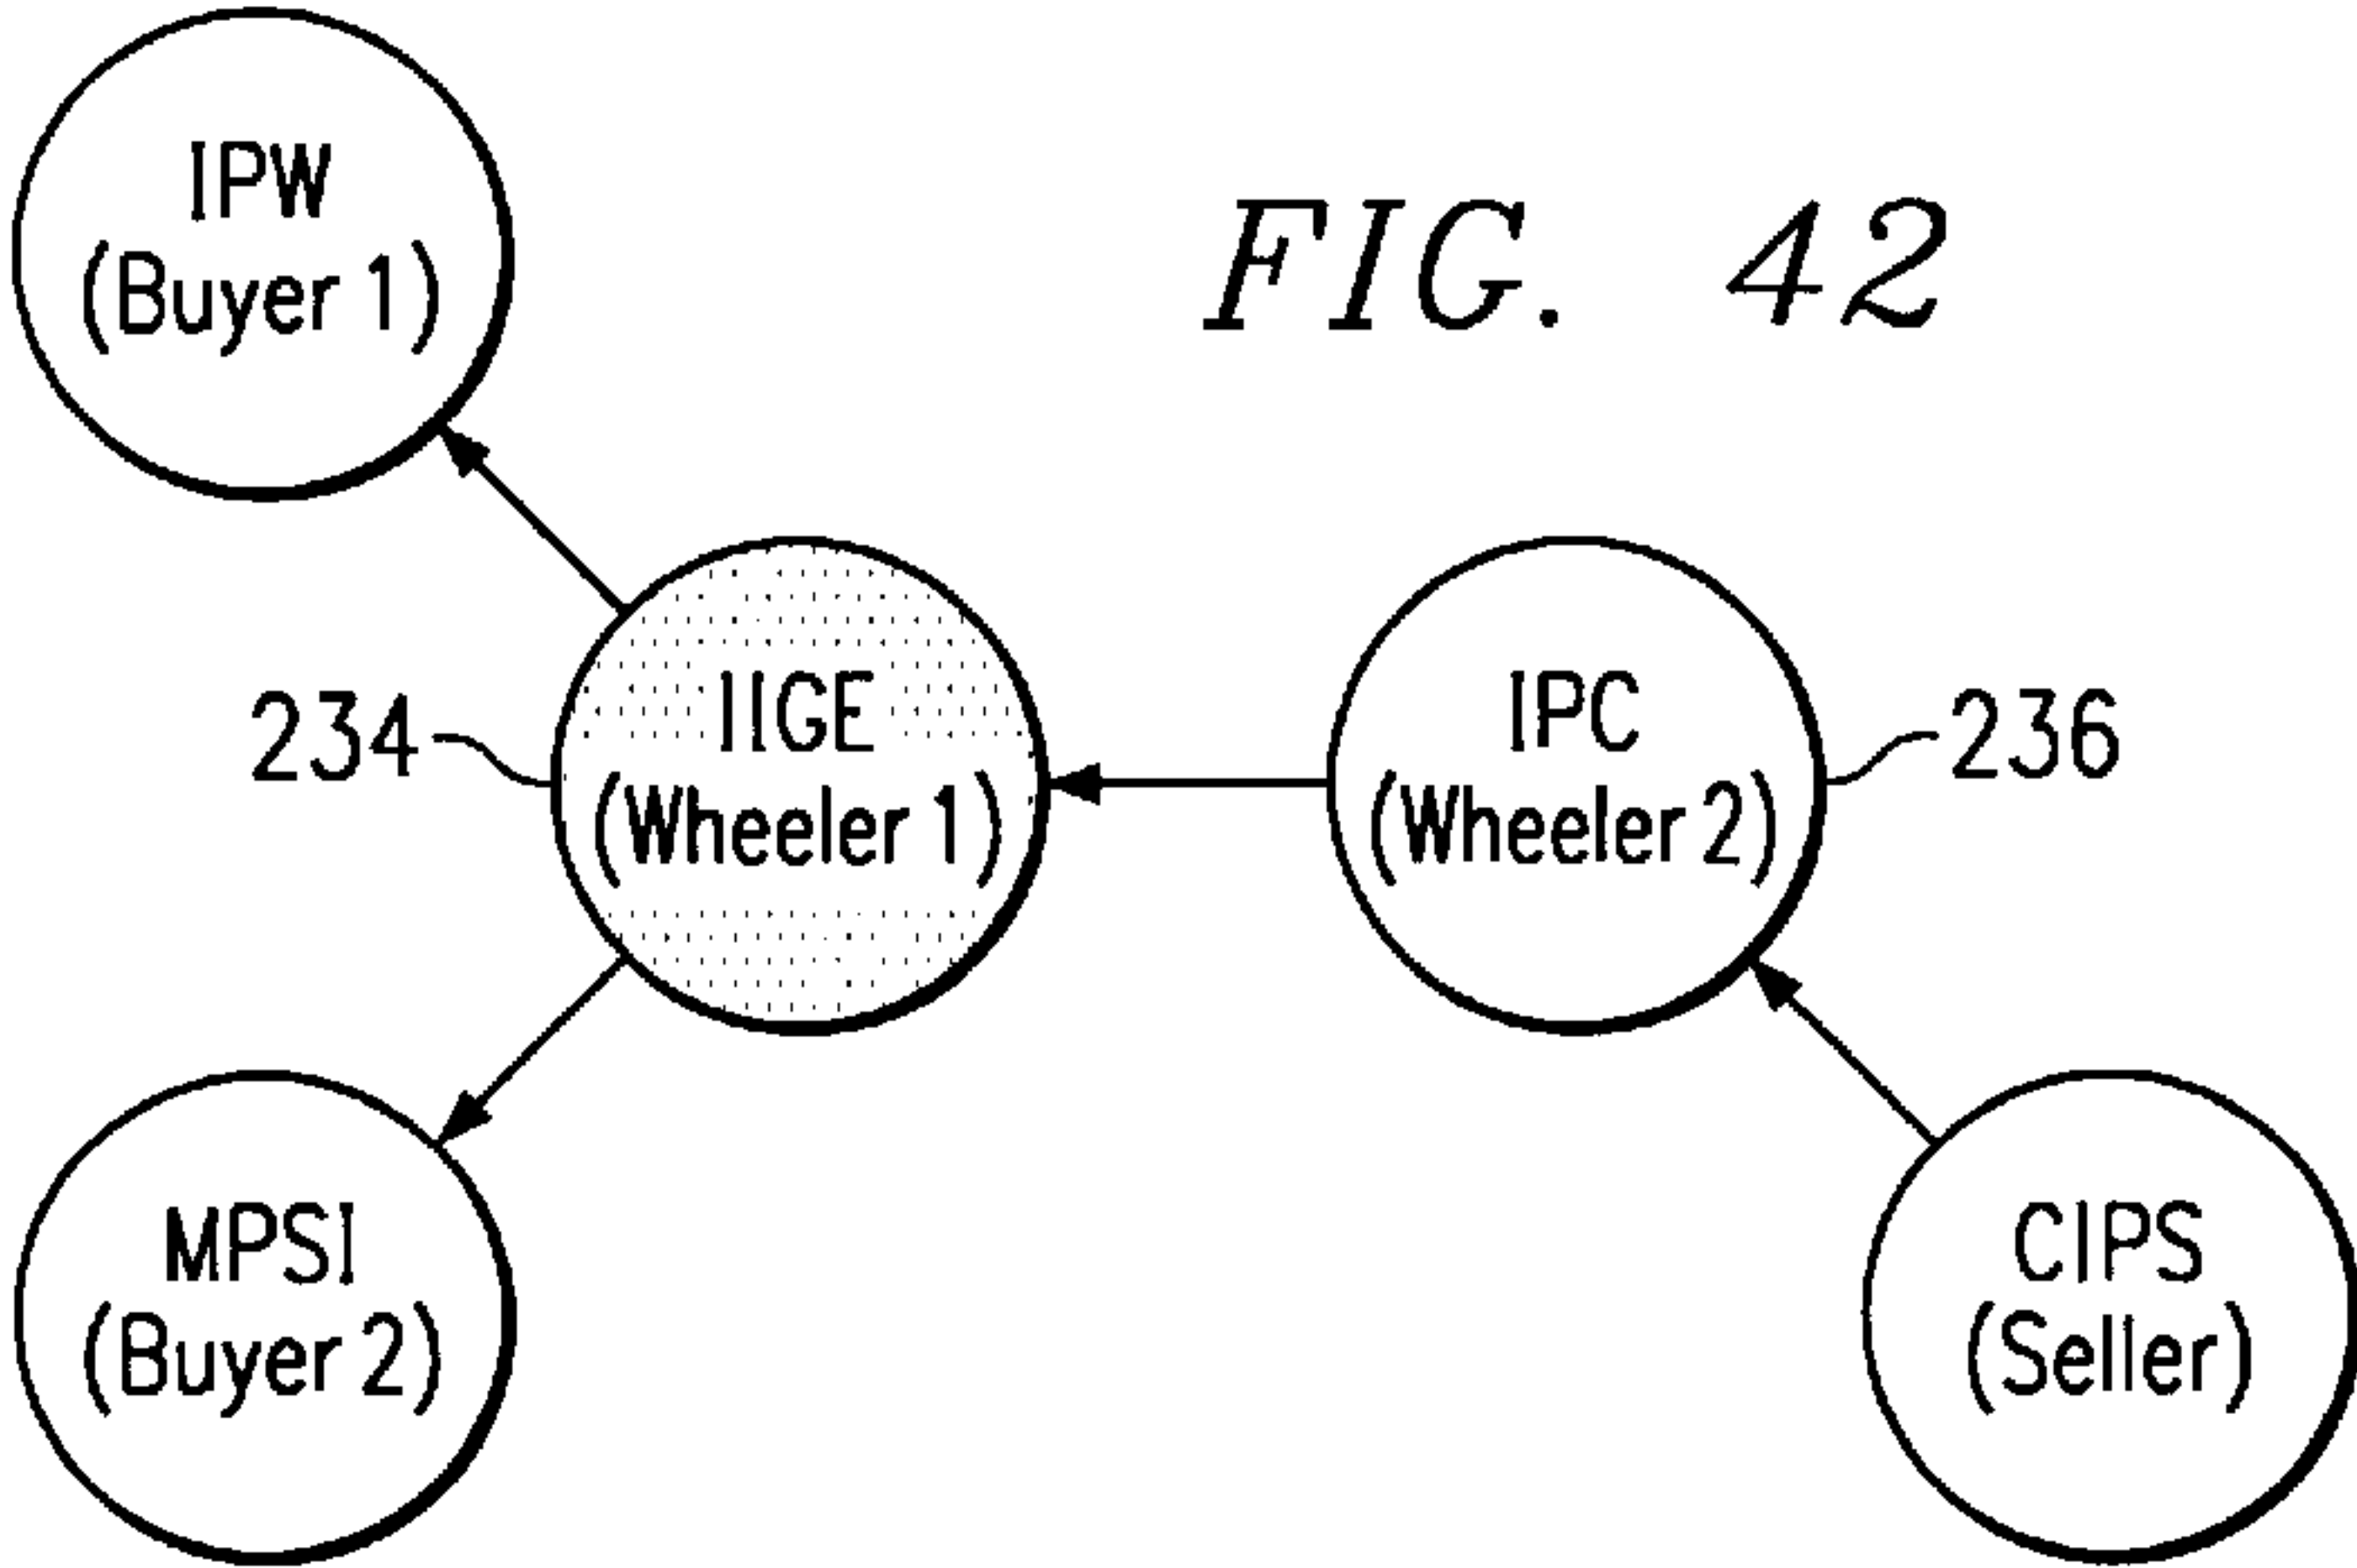 IPW
(Buyer 1)
FIG. 42
234
IIGE
(Wheeler 1)
IPC
(Wheeler 2)
236
MPSI
(Buyer 2)
CIPS
(Seller)